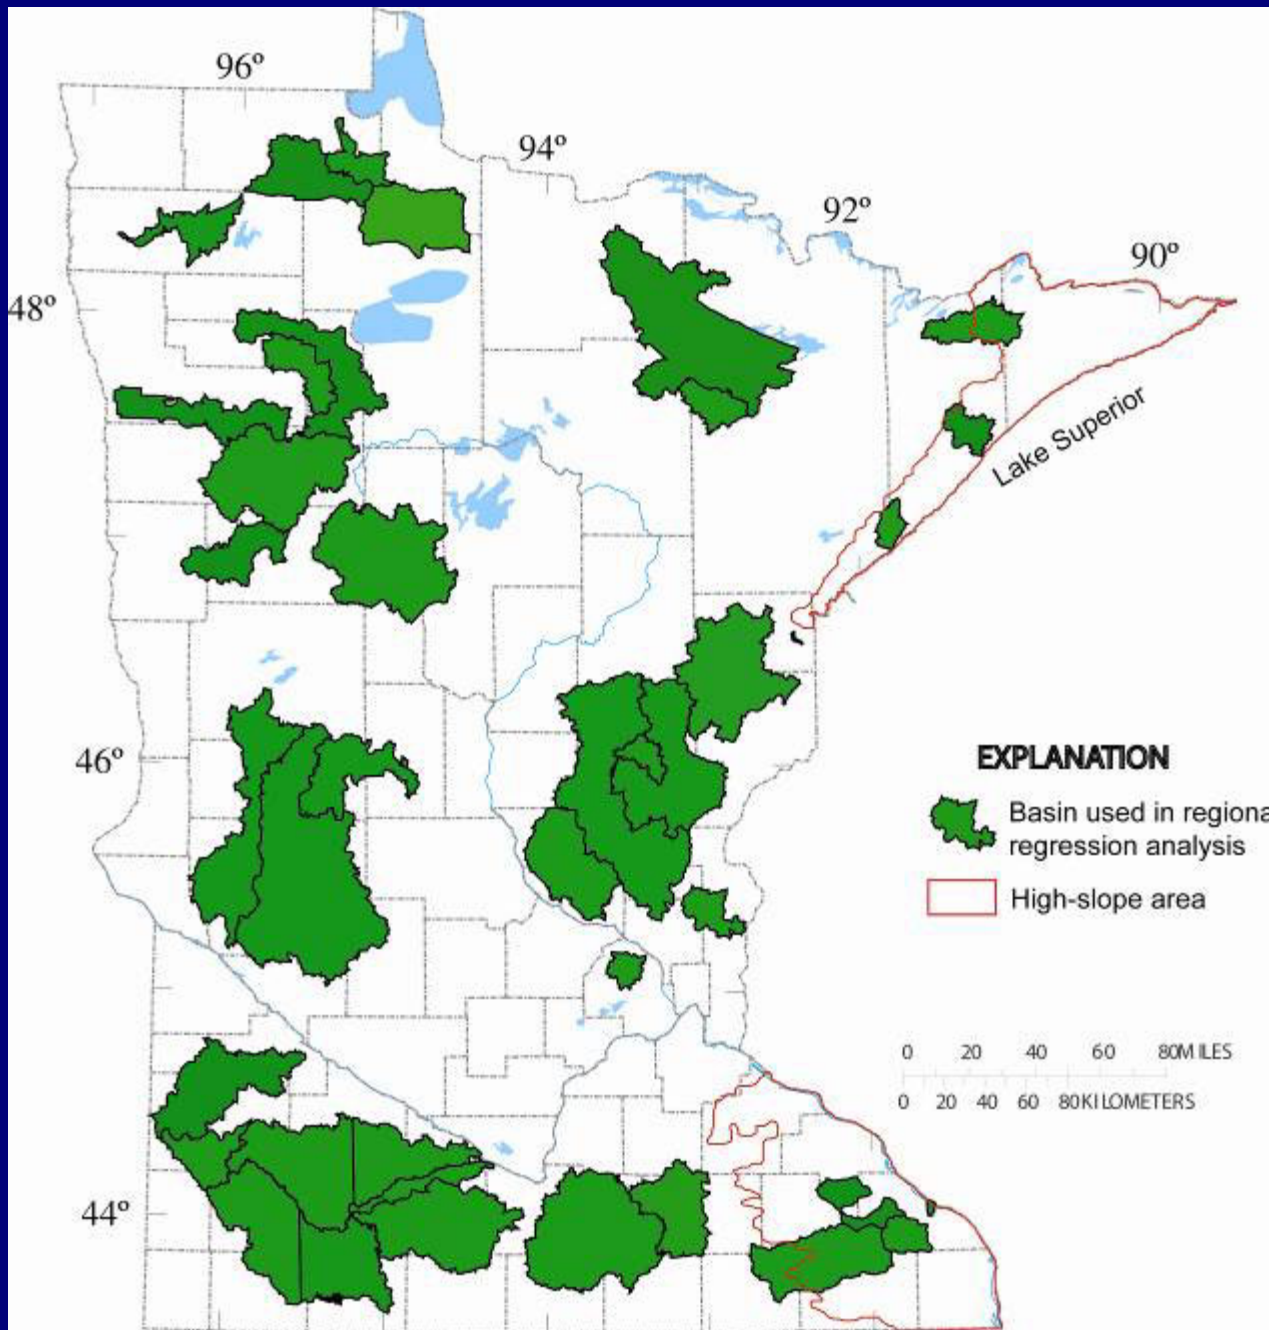 96º
94º
92º
90º
48º
Lake Superior
46º
EXPLANATION
Basin used in regiona
regression analysis
High-slope area
0 20 40 60 80M ILES
0 20 40 60 80KI LOMETERS
44º